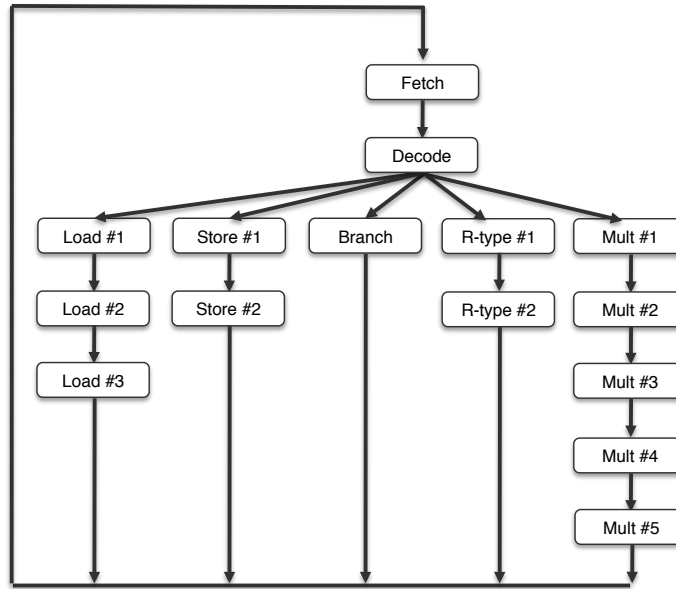 Fetch
Decode
Load #1
Store #1
Branch
R-type #1
Mult #1
Load #2
Store #2
R-type #2
Mult #2
Load #3
Mult #3
Mult #4
Mult #5